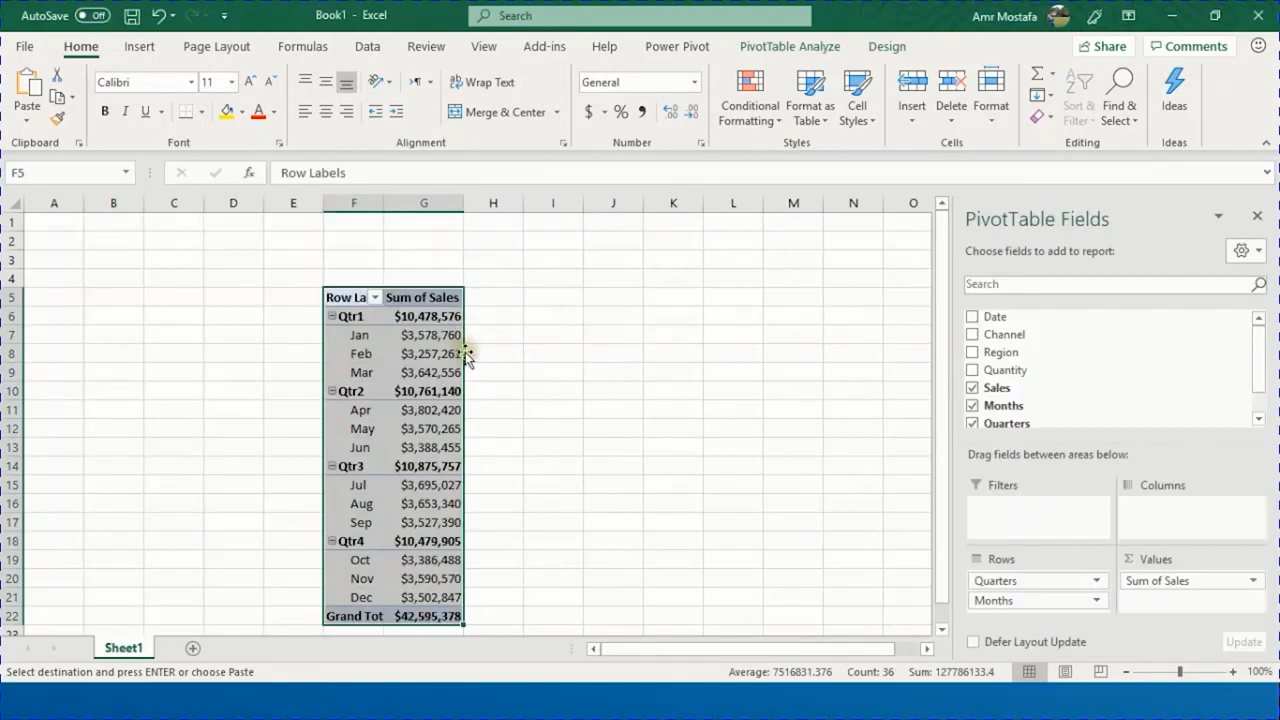 AutoSave Off Book1 - Excel Search Amr Mostafa
File Home Insert Page Layout Formulas Data Review View Add-ins Help Power Pivot PivotTable Analyze Design Share Comments
Paste Calibri 11 Wrap Text General Conditional Formatting Format as Table Cell Styles Insert Delete Format Sort & Filter Find & Select Ideas
B I U A Merge & Center $ %
Clipboard Font Alignment Number Styles Cells Editing Ideas
F5 fx Row Labels
A B C D E F G H I J K L M N O
1
2
3
4
5 Row La Sum of Sales
6 Qtr1 $10,478,576
7 Jan $3,578,760
8 Feb $3,257,261
9 Mar $3,642,556
10 Qtr2 $10,761,140
11 Apr $3,802,420
12 May $3,570,265
13 Jun $3,388,455
14 Qtr3 $10,875,757
15 Jul $3,695,027
16 Aug $3,653,340
17 Sep $3,527,390
18 Qtr4 $10,479,905
19 Oct $3,386,488
20 Nov $3,590,570
21 Dec $3,502,847
22 Grand Tot $42,595,378
23
PivotTable Fields
Choose fields to add to report:
Search
Date
Channel
Region
Quantity
Sales
Months
Quarters
Drag fields between areas below:
Filters Columns
Rows Σ Values
Quarters Sum of Sales
Months
Defer Layout Update Update
Sheet1
Select destination and press ENTER or choose Paste Average: 7516831.376 Count: 36 Sum: 127786133.4 100%